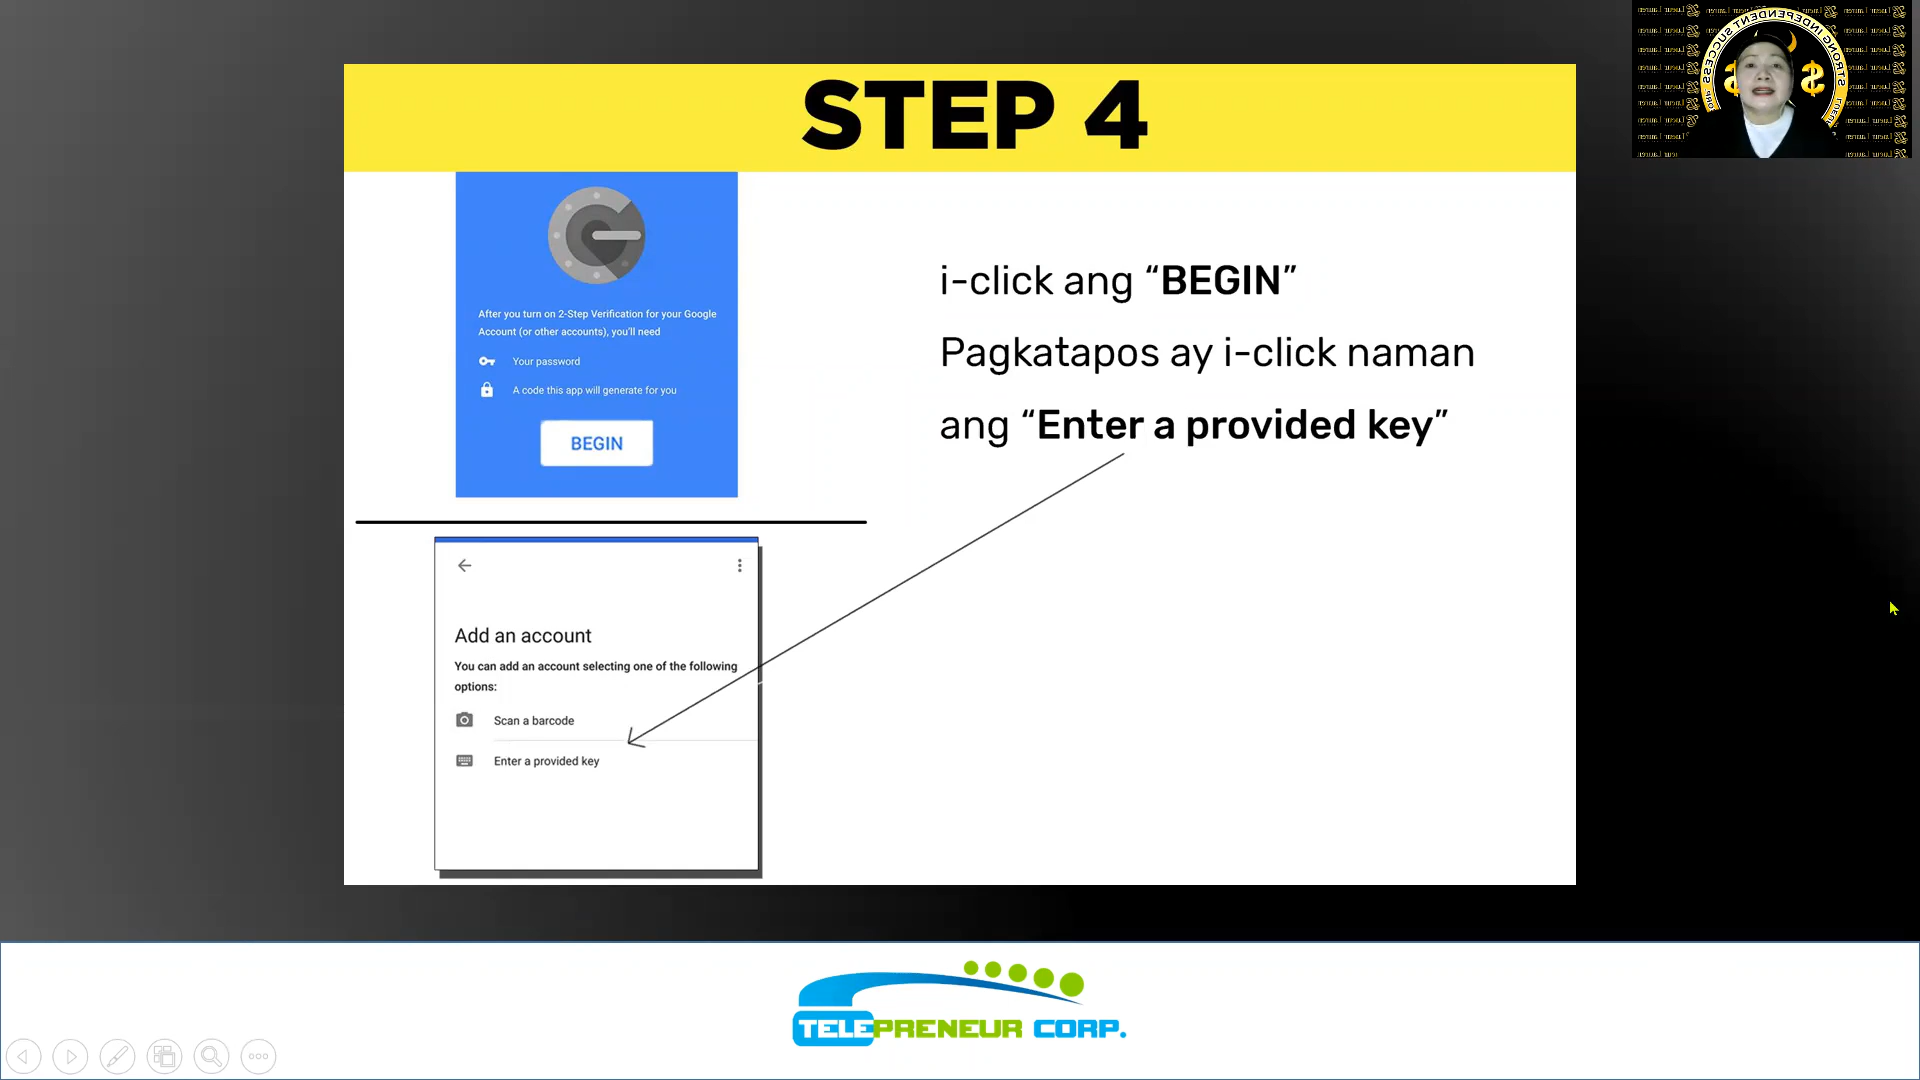 STEP 4
After you turn on 2-Step Verification for your Google
Account (or other accounts), you'll need
Your password
A code this app will generate for you
BEGIN
i-click ang “BEGIN”
Pagkatapos ay i-click naman
ang “Enter a provided key”
Add an account
You can add an account selecting one of the following
options:
Scan a barcode
Enter a provided key
TELEPRENEUR CORP.
STRONG INDEPENDENT SUCCESS